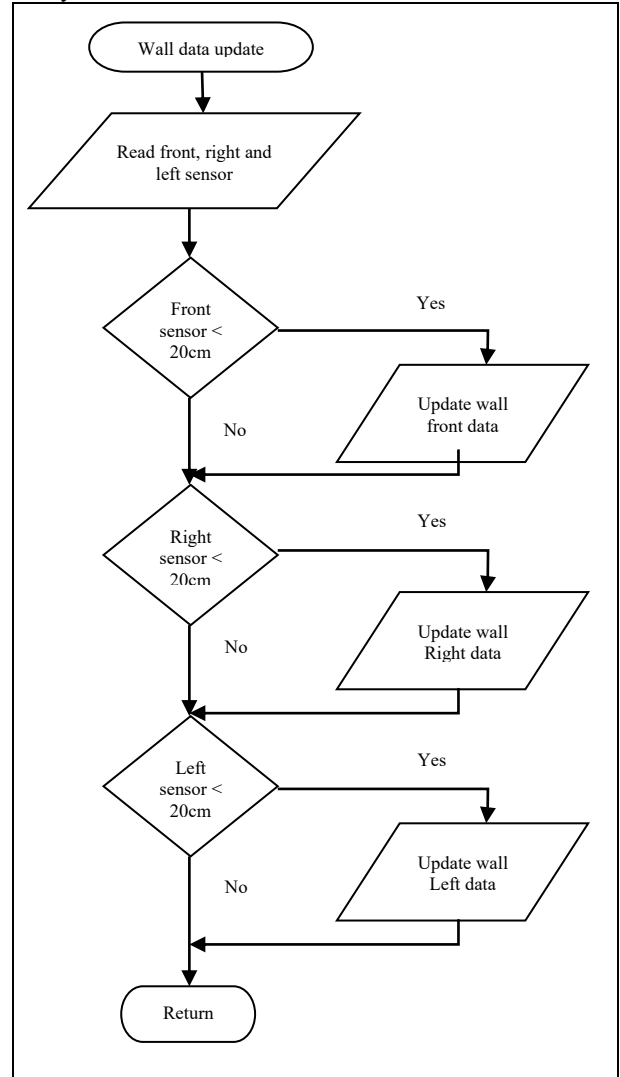 Wall data update
Read front, right and
left sensor
Front
sensor <
20cm
Yes
Update wall
front data
No
Right
sensor <
20cm
Yes
Update wall
Right data
No
Left
sensor <
20cm
Yes
Update wall
Left data
No
Return